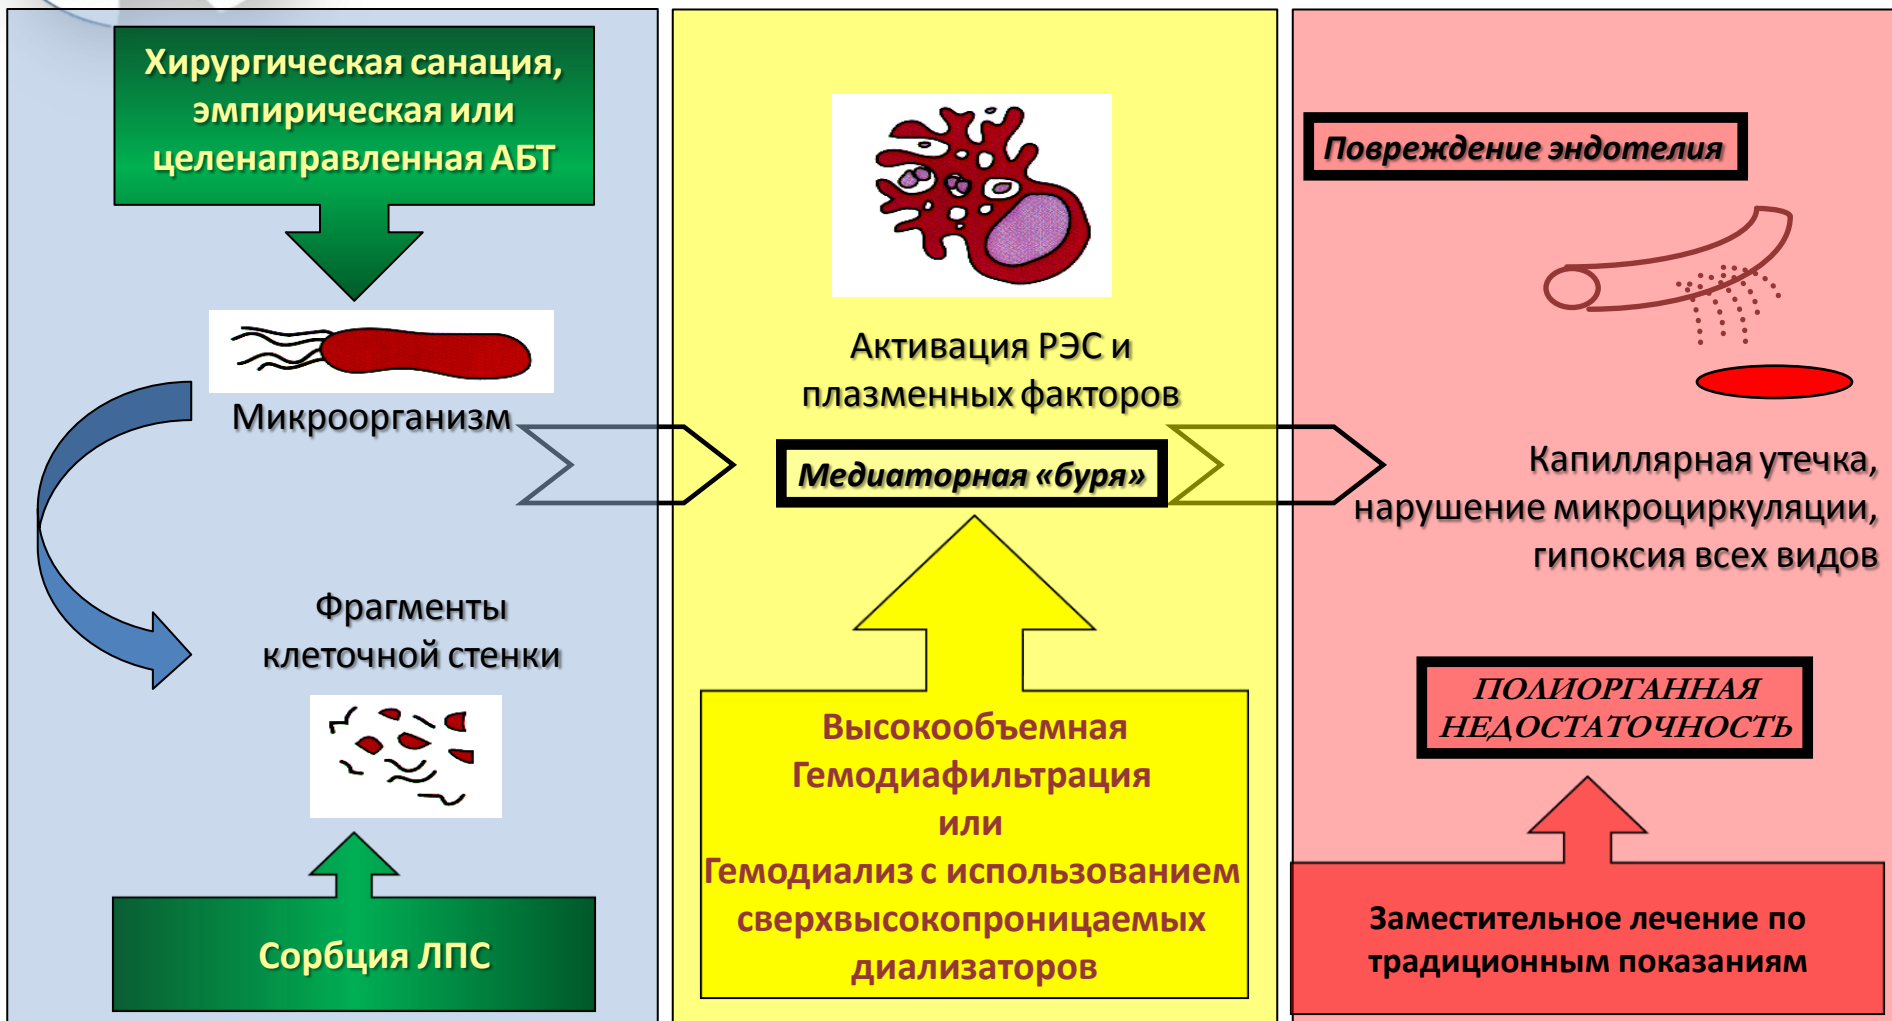 Хирургическая санация,
эмпирическая или
целенаправленная АБТ
Микроорганизм
Фрагменты
клеточной стенки
Сорбция ЛПС
Активация РЭС и
плазменных факторов
Медиаторная «буря»
Высокообъемная
Гемодиафильтрация
или
Гемодиализ с использованием
сверхвысокопроницаемых
диализаторов
Повреждение эндотелия
Капиллярная утечка,
нарушение микроциркуляции,
гипоксия всех видов
ПОЛИОРГАННАЯ
НЕДОСТАТОЧНОСТЬ
Заместительное лечение по
традиционным показаниям